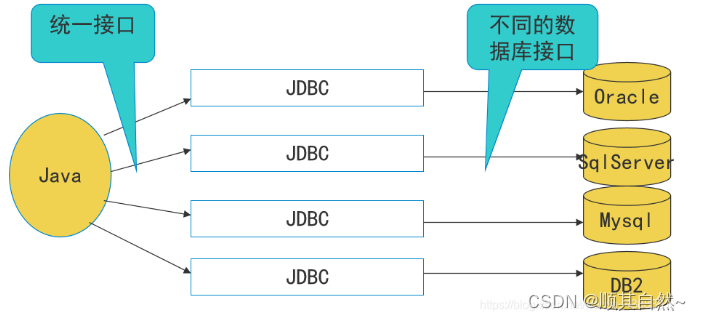 统一接口
不同的数
据库接口
JDBC
Oracle
JDBC
SqlServer
Java
JDBC
Mysql
JDBC
DB2
CSDN @顺其自然~